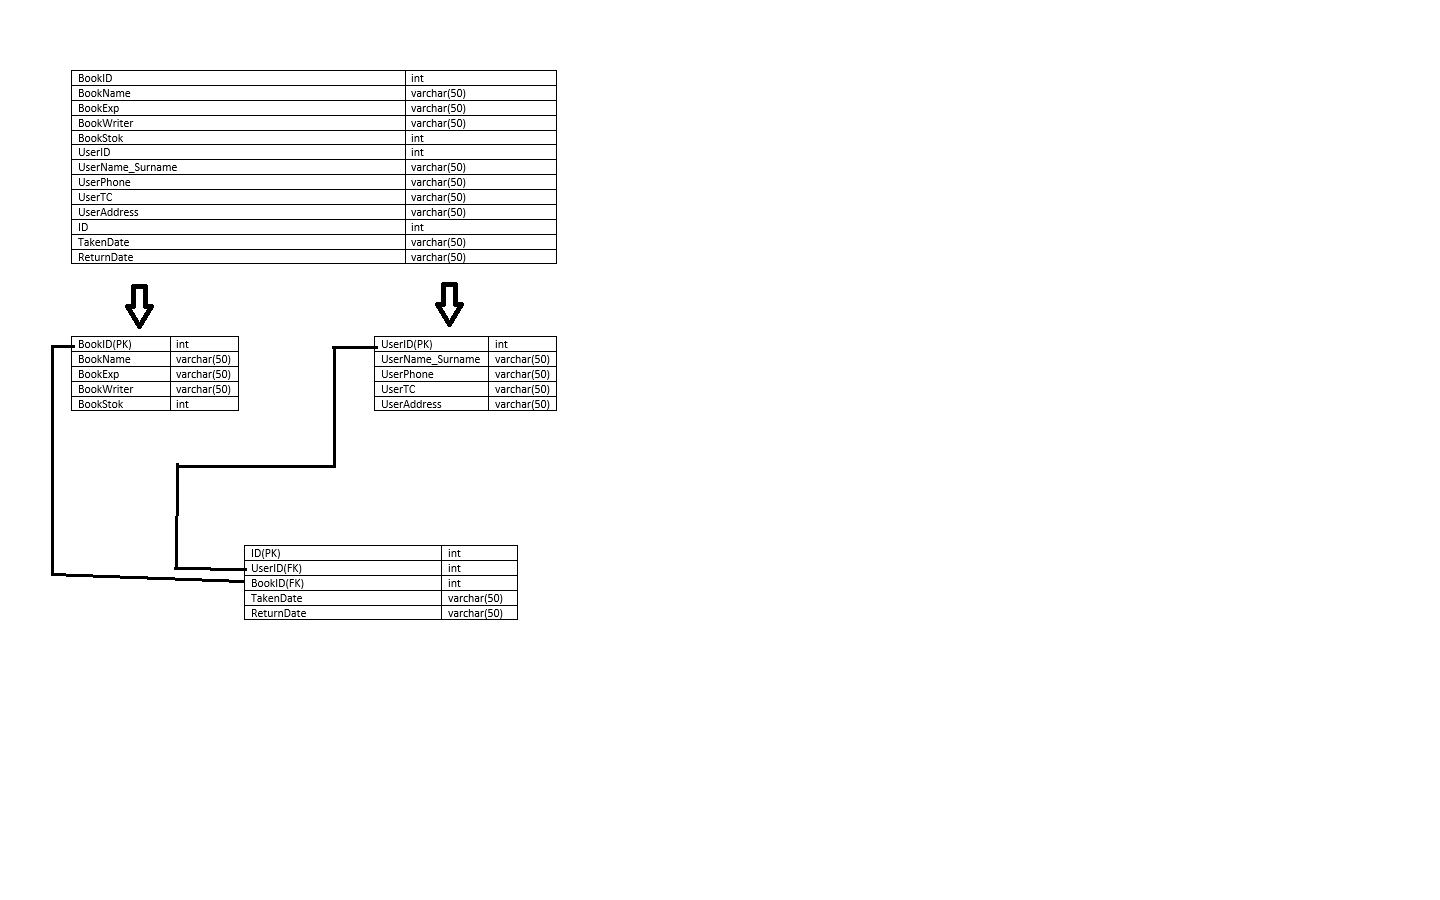 BookID int
BookName varchar(50)
BookExp varchar(50)
BookWriter varchar(50)
BookStok int
UserID int
UserName_Surname varchar(50)
UserPhone varchar(50)
UserTC varchar(50)
UserAddress varchar(50)
ID int
TakenDate varchar(50)
ReturnDate varchar(50)
BookID(PK) int
BookName varchar(50)
BookExp varchar(50)
BookWriter varchar(50)
BookStok int
UserID(PK) int
UserName_Surname varchar(50)
UserPhone varchar(50)
UserTC varchar(50)
UserAddress varchar(50)
ID(PK) int
UserID(FK) int
BookID(FK) int
TakenDate varchar(50)
ReturnDate varchar(50)